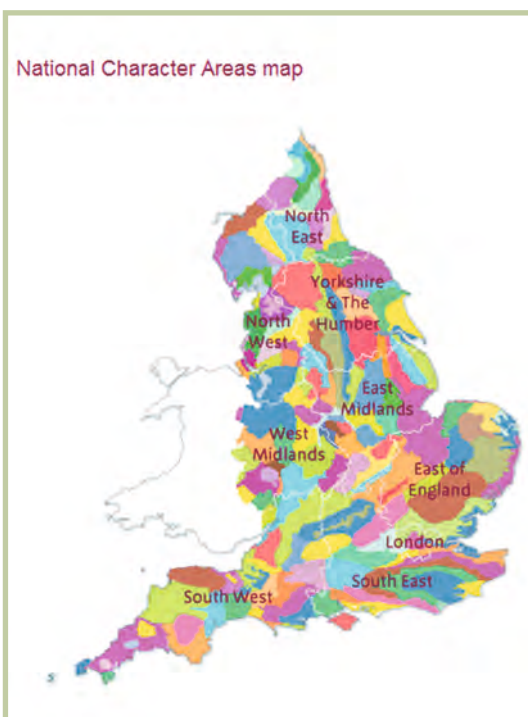 National Character Areas map
North
East
Yorkshire
& The
Humber
North
West
East
Midlands
West
Midlands
East of
England
London
South East
South West